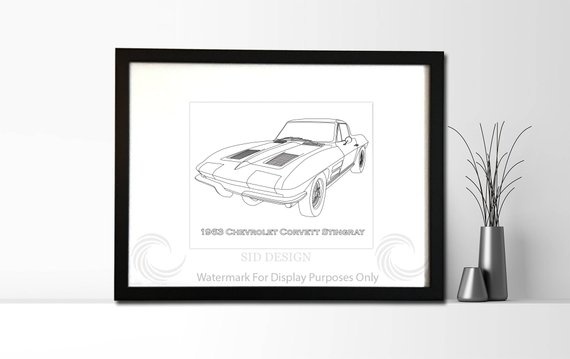 1963 Chevrolet Corvett Stingray
SID DESIGN
Watermark For Display Purposes Only